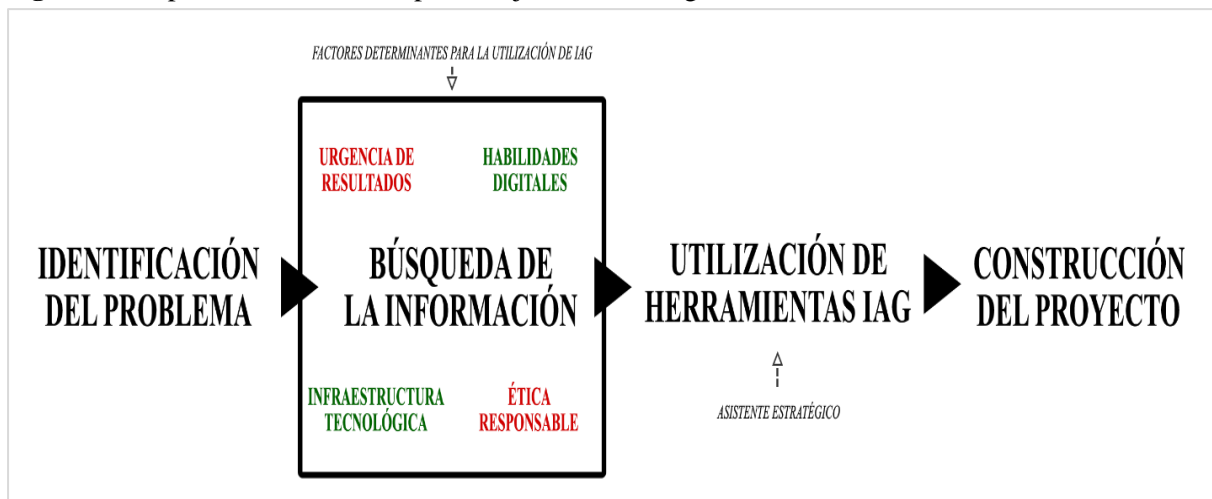 FACTORES DETERMINANTES PARA LA UTILIZACIÓN DE IAG
URGENCIA DE
RESULTADOS
HABILIDADES
DIGITALES
IDENTIFICACIÓN
DEL PROBLEMA
BÚSQUEDA DE
LA INFORMACIÓN
UTILIZACIÓN DE
HERRAMIENTAS IAG
CONSTRUCCIÓN
DEL PROYECTO
INFRAESTRUCTURA
TECNOLÓGICA
ÉTICA
RESPONSABLE
ASISTENTE ESTRATÉGICO